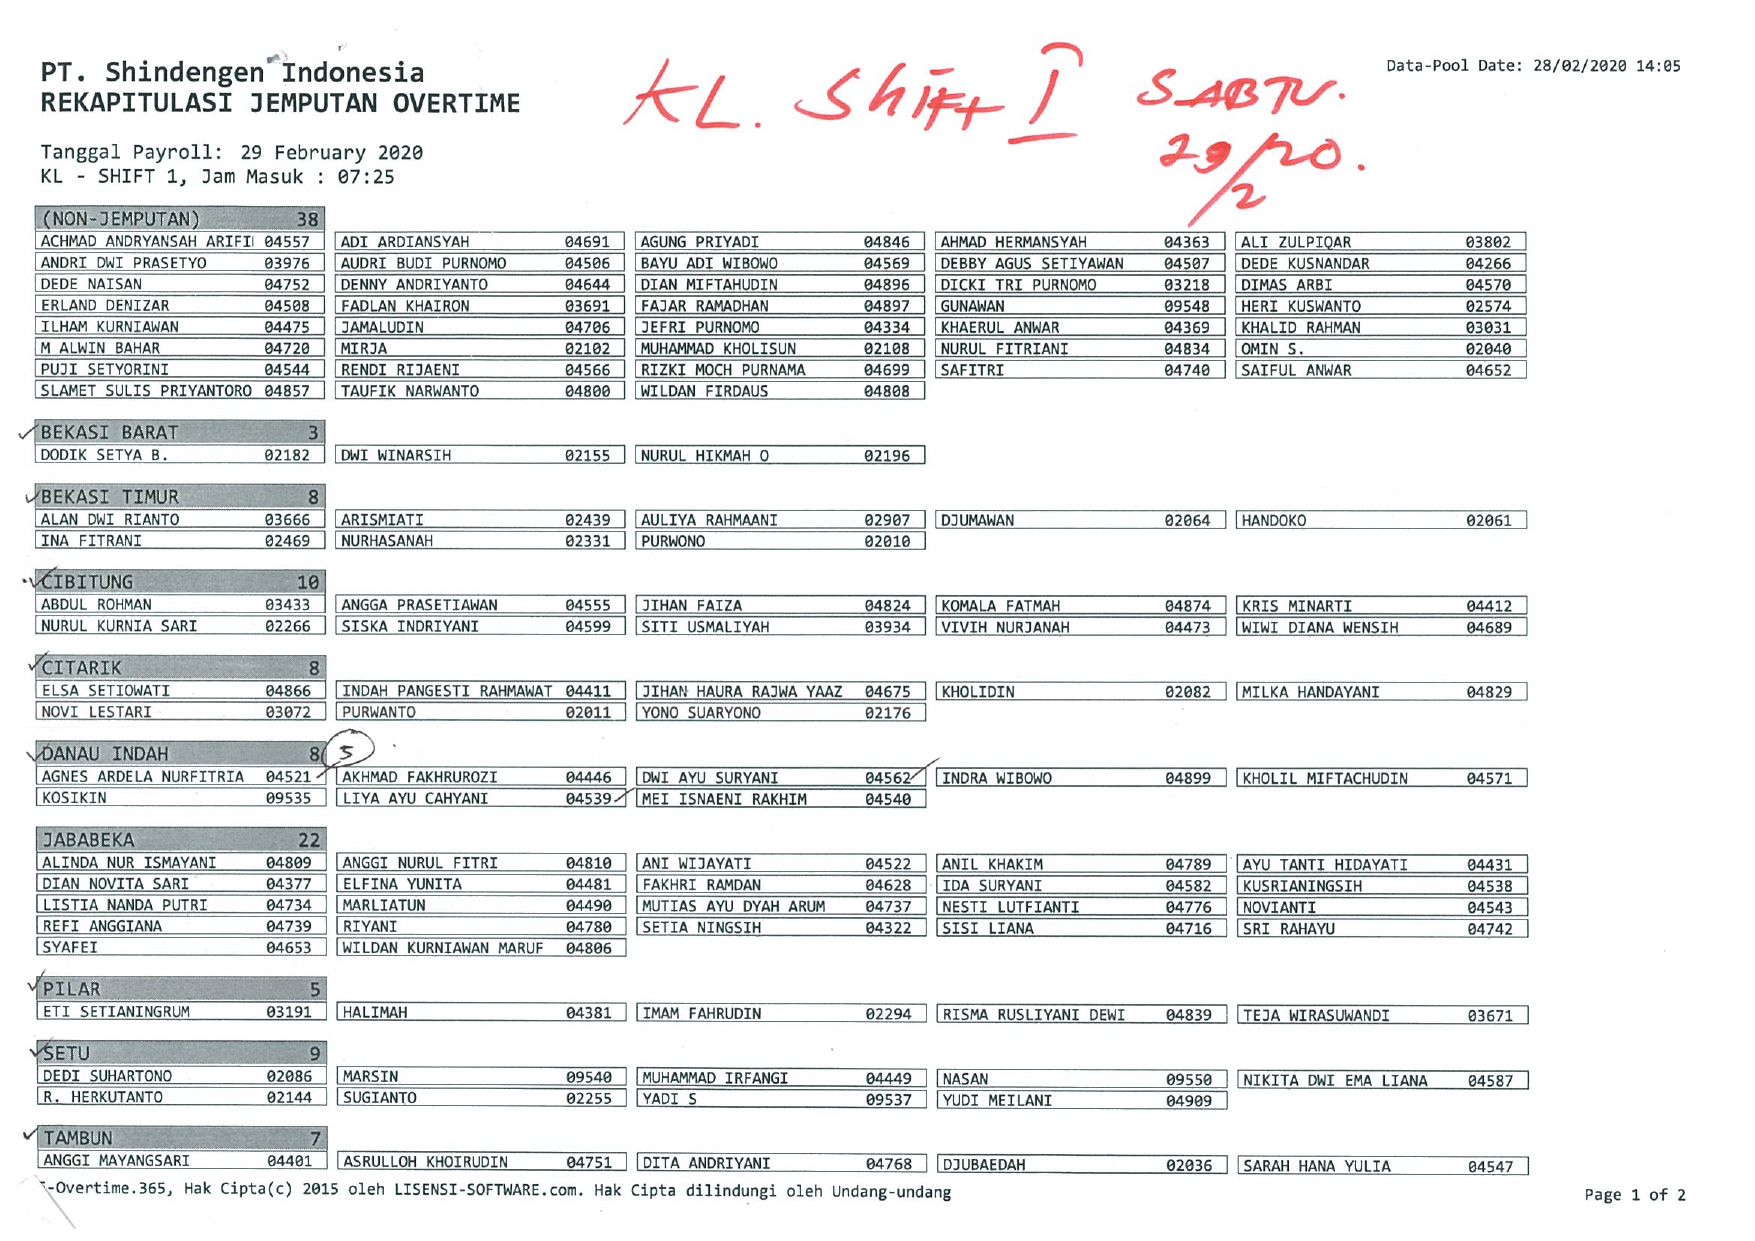 PT. Shindengen Indonesia
REKAPITULASI JEMPUTAN OVERTIME
KL. Shift I SABTU.
29/2 20.
Data-Pool Date: 28/02/2020 14:05
Tanggal Payroll: 29 February 2020
KL - SHIFT 1, Jam Masuk : 07:25
(NON-JEMPUTAN) 38
ACHMAD ANDRYANSAH ARIFI 04557 ADI ARDIANSYAH 04691 AGUNG PRIYADI 04846 AHMAD HERMANSYAH 04363 ALI ZULPIQAR 03802
ANDRI DWI PRASETYO 03976 AUDRI BUDI PURNOMO 04506 BAYU ADI WIBOWO 04569 DEBBY AGUS SETIYAWAN 04507 DEDE KUSNANDAR 04266
DEDE NAISAN 04752 DENNY ANDRIYANTO 04644 DIAN MIFTAHUDIN 04896 DICKI TRI PURNOMO 03218 DIMAS ARBI 04570
ERLAND DENIZAR 04508 FADLAN KHAIRON 03691 FAJAR RAMADHAN 04897 GUNAWAN 09548 HERI KUSWANTO 02574
ILHAM KURNIAWAN 04475 JAMALUDIN 04706 JEFRI PURNOMO 04334 KHAERUL ANWAR 04369 KHALID RAHMAN 03031
M ALWIN BAHAR 04720 MIRJA 02102 MUHAMMAD KHOLISUN 02108 NURUL FITRIANI 04834 OMIN S. 02040
PUJI SETYORINI 04544 RENDI RIJAENI 04566 RIZKI MOCH PURNAMA 04699 SAFITRI 04740 SAIFUL ANWAR 04652
SLAMET SULIS PRIYANTORO 04857 TAUFIK NARWANTO 04800 WILDAN FIRDAUS 04808
BEKASI BARAT 3
DODIK SETYA B. 02182 DWI WINARSIH 02155 NURUL HIKMAH O 02196
BEKASI TIMUR 8
ALAN DWI RIANTO 03666 ARISMIATI 02439 AULIYA RAHMAANI 02907 DJUMAWAN 02064 HANDOKO 02061
INA FITRANI 02469 NURHASANAH 02331 PURWONO 02010
CIBITUNG 10
ABDUL ROHMAN 03433 ANGGA PRASETIAWAN 04555 JIHAN FAIZA 04824 KOMALA FATMAH 04874 KRIS MINARTI 04412
NURUL KURNIA SARI 02266 SISKA INDRIYANI 04599 SITI USMALIYAH 03934 VIVIH NURJANAH 04473 WIWI DIANA WENSIH 04689
CITARIK 8
ELSA SETIOWATI 04866 INDAH PANGESTI RAHMAWAT 04411 JIHAN HAURA RAJWA YAAZ 04675 KHOLIDIN 02082 MILKA HANDAYANI 04829
NOVI LESTARI 03072 PURWANTO 02011 YONO SUARYONO 02176
DANAU INDAH 8 5
AGNES ARDELA NURFITRIA 04521 AKHMAD FAKHRUROZI 04446 DWI AYU SURYANI 04562 INDRA WIBOWO 04899 KHOLIL MIFTACHUDIN 04571
KOSIKIN 09535 LIYA AYU CAHYANI 04539 MEI ISNAENI RAKHIM 04540
JABABEKA 22
ALINDA NUR ISMAYANI 04809 ANGGI NURUL FITRI 04810 ANI WIJAYATI 04522 ANIL KHAKIM 04789 AYU TANTI HIDAYATI 04431
DIAN NOVITA SARI 04377 ELFINA YUNITA 04481 FAKHRI RAMDAN 04628 IDA SURYANI 04582 KUSRIANINGSIH 04538
LISTIA NANDA PUTRI 04734 MARLIATUN 04490 MUTIAS AYU DYAH ARUM 04737 NESTI LUTFIANTI 04776 NOVIANTI 04543
REFI ANGGIANA 04739 RIYANI 04780 SETIA NINGSIH 04322 SISI LIANA 04716 SRI RAHAYU 04742
SYAFEI 04653 WILDAN KURNIAWAN MARUF 04806
PILAR 5
ETI SETIANINGRUM 03191 HALIMAH 04381 IMAM FAHRUDIN 02294 RISMA RUSLIYANI DEWI 04839 TEJA WIRASUWANDI 03671
SETU 9
DEDI SUHARTONO 02086 MARSIN 09540 MUHAMMAD IRFANGI 04449 NASAN 09550 NIKITA DWI EMA LIANA 04587
R. HERKUTANTO 02144 SUGIANTO 02255 YADI S 09537 YUDI MEILANI 04909
TAMBUN 7
ANGGI MAYANGSARI 04401 ASRULLOH KHOIRUDIN 04751 DITA ANDRIYANI 04768 DJUBAEDAH 02036 SARAH HANA YULIA 04547
-Overtime.365, Hak Cipta(c) 2015 oleh LISENSI-SOFTWARE.com. Hak Cipta dilindungi oleh Undang-undang
Page 1 of 2